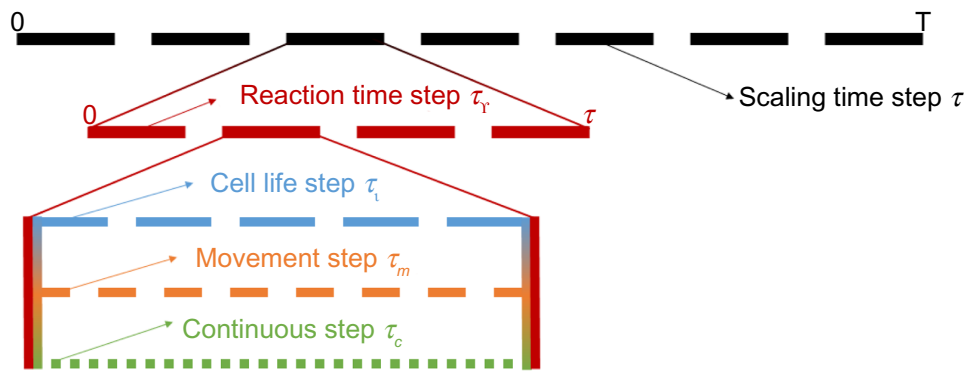 0
T
Scaling time step τ
Reaction time step τϒ
0
τ
Cell life step τι
Movement step τm
Continuous step τc